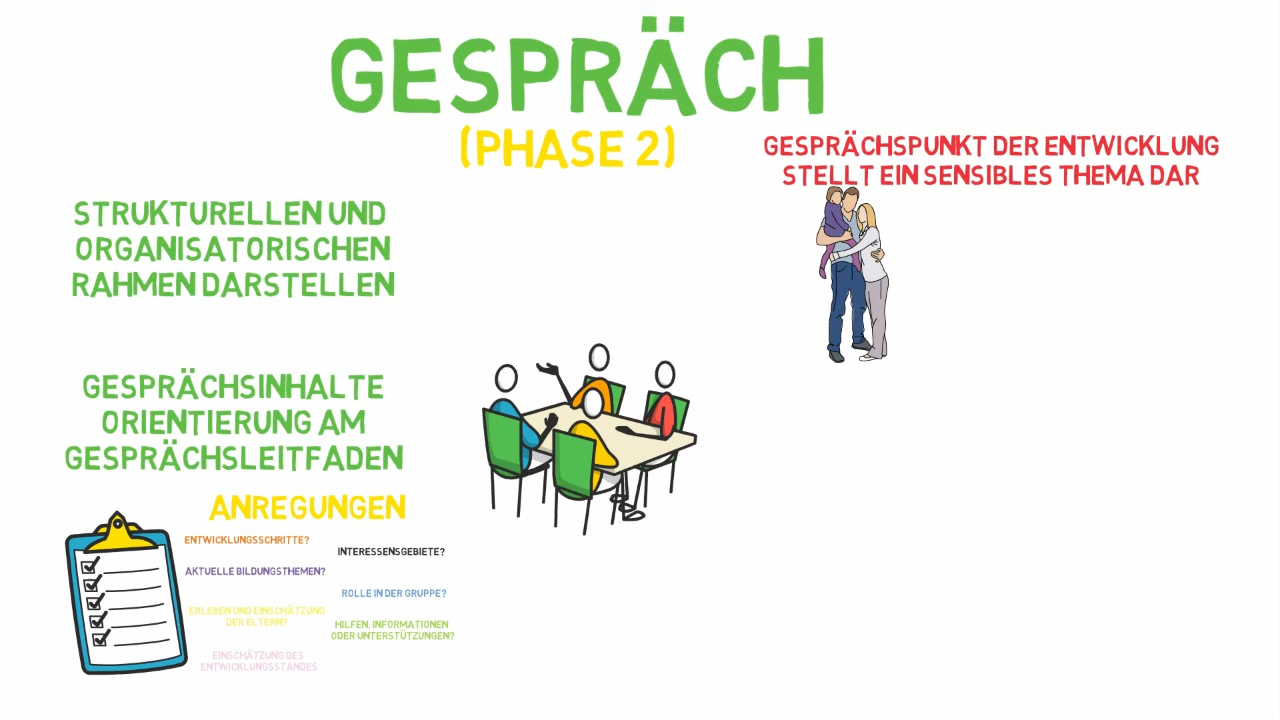 GESPRÄCH
(PHASE 2)
GESPRÄCHSPUNKT DER ENTWICKLUNG
STELLT EIN SENSIBLES THEMA DAR
STRUKTURELLEN UND
ORGANISATORISCHEN
RAHMEN DARSTELLEN
GESPRÄCHSINHALTE
ORIENTIERUNG AM
GESPRÄCHSLEITFADEN
ANREGUNGEN
ENTWICKLUNGSSCHRITTE?
INTERESSENSGEBIETE?
AKTUELLE BILDUNGSTHEMEN?
ROLLE IN DER GRUPPE?
ERLEBEN UND EINSCHÄTZUNG
DER ELTERN?
HILFEN, INFORMATIONEN
ODER UNTERSTÜTZUNGEN?
EINSCHÄTZUNG DES
ENTWICKLUNGSSTANDES